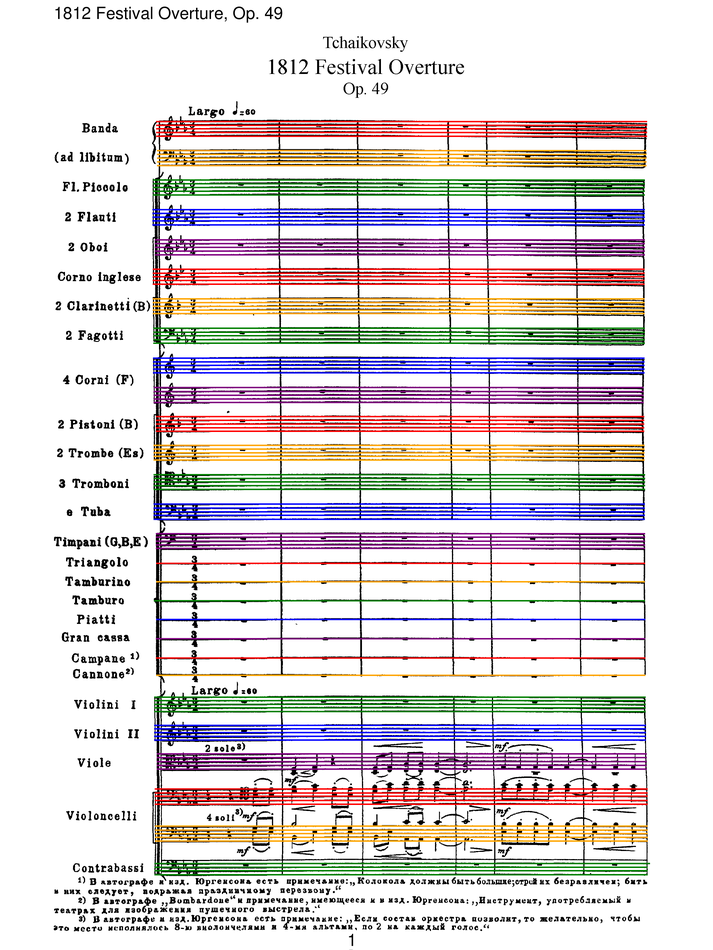 1812 Festival Overture, Op. 49
Tchaikovsky
1812 Festival Overture
Op. 49
Largo ♩=60
Banda
(ad libitum)
Fl. Piccolo
2 Flauti
2 Oboi
Corno inglese
2 Clarinetti (B)
2 Fagotti
4 Corni (F)
2 Pistoni (B)
2 Trombe (Es)
3 Tromboni
e Tuba
Timpani (G,B,E)
Triangolo
Tamburino
Tamburo
Piatti
Gran cassa
Campane 1)
Cannone 2)
Largo ♩=60
Violini I
Violini II
2 sole 3) mf
Viole
mf
mf
Violoncelli
4 soli 3) mf
mf
mf mf
Contrabassi
1) В автографе и изд. Юргенсона есть примечание: „Колокола должны быть большие; строй их безразличен; бить
в них следует, подражая праздничному перезвону.“
2) В автографе „Bombardone“ и примечание, имеющееся и в изд. Юргенсона: „Инструмент, употребляемый в
театрах для изображения пушечного выстрела.“
3) В автографе и изд. Юргенсона есть примечание: „Если состав оркестра позволит, то желательно, чтобы
это место исполнялось 8-ю виолончелями и 4-мя альтами, по 2 на каждый голос.“
1